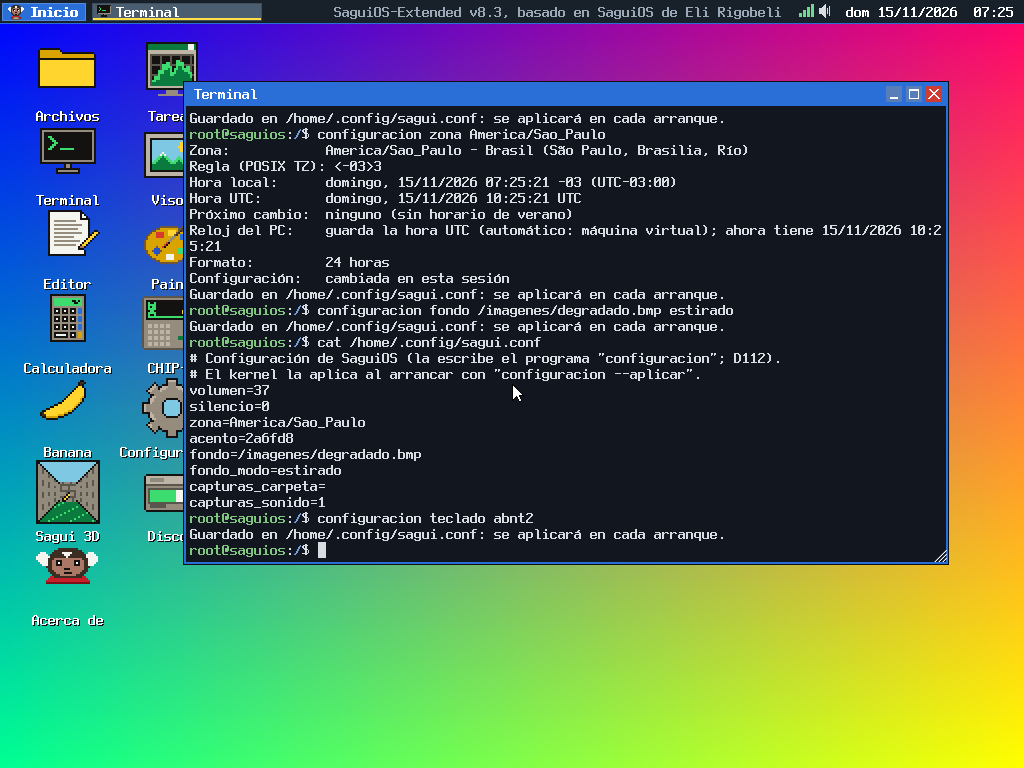 Inicio
Terminal
SaguiOS-Extended v8.3, basado en SaguiOS de Eli Rigobeli
dom 15/11/2026 07:25
Archivos
Tarea
Terminal
Viso
Editor
Pain
Calculadora
CHIP-
Banana
Configur
Sagui 3D
Disco
Acerca de
Terminal
Guardado en /home/.config/sagui.conf: se aplicará en cada arranque.
root@saguios:/$ configuracion zona America/Sao_Paulo
Zona:            America/Sao_Paulo - Brasil (São Paulo, Brasilia, Río)
Regla (POSIX TZ): <-03>3
Hora local:      domingo, 15/11/2026 07:25:21 -03 (UTC-03:00)
Hora UTC:        domingo, 15/11/2026 10:25:21 UTC
Próximo cambio:  ninguno (sin horario de verano)
Reloj del PC:    guarda la hora UTC (automático: máquina virtual); ahora tiene 15/11/2026 10:2
5:21
Formato:         24 horas
Configuración:   cambiada en esta sesión
Guardado en /home/.config/sagui.conf: se aplicará en cada arranque.
root@saguios:/$ configuracion fondo /imagenes/degradado.bmp estirado
Guardado en /home/.config/sagui.conf: se aplicará en cada arranque.
root@saguios:/$ cat /home/.config/sagui.conf
# Configuración de SaguiOS (la escribe el programa "configuracion"; D112).
# El kernel la aplica al arrancar con "configuracion --aplicar".
volumen=37
silencio=0
zona=America/Sao_Paulo
acento=2a6fd8
fondo=/imagenes/degradado.bmp
fondo_modo=estirado
capturas_carpeta=
capturas_sonido=1
root@saguios:/$ configuracion teclado abnt2
Guardado en /home/.config/sagui.conf: se aplicará en cada arranque.
root@saguios:/$